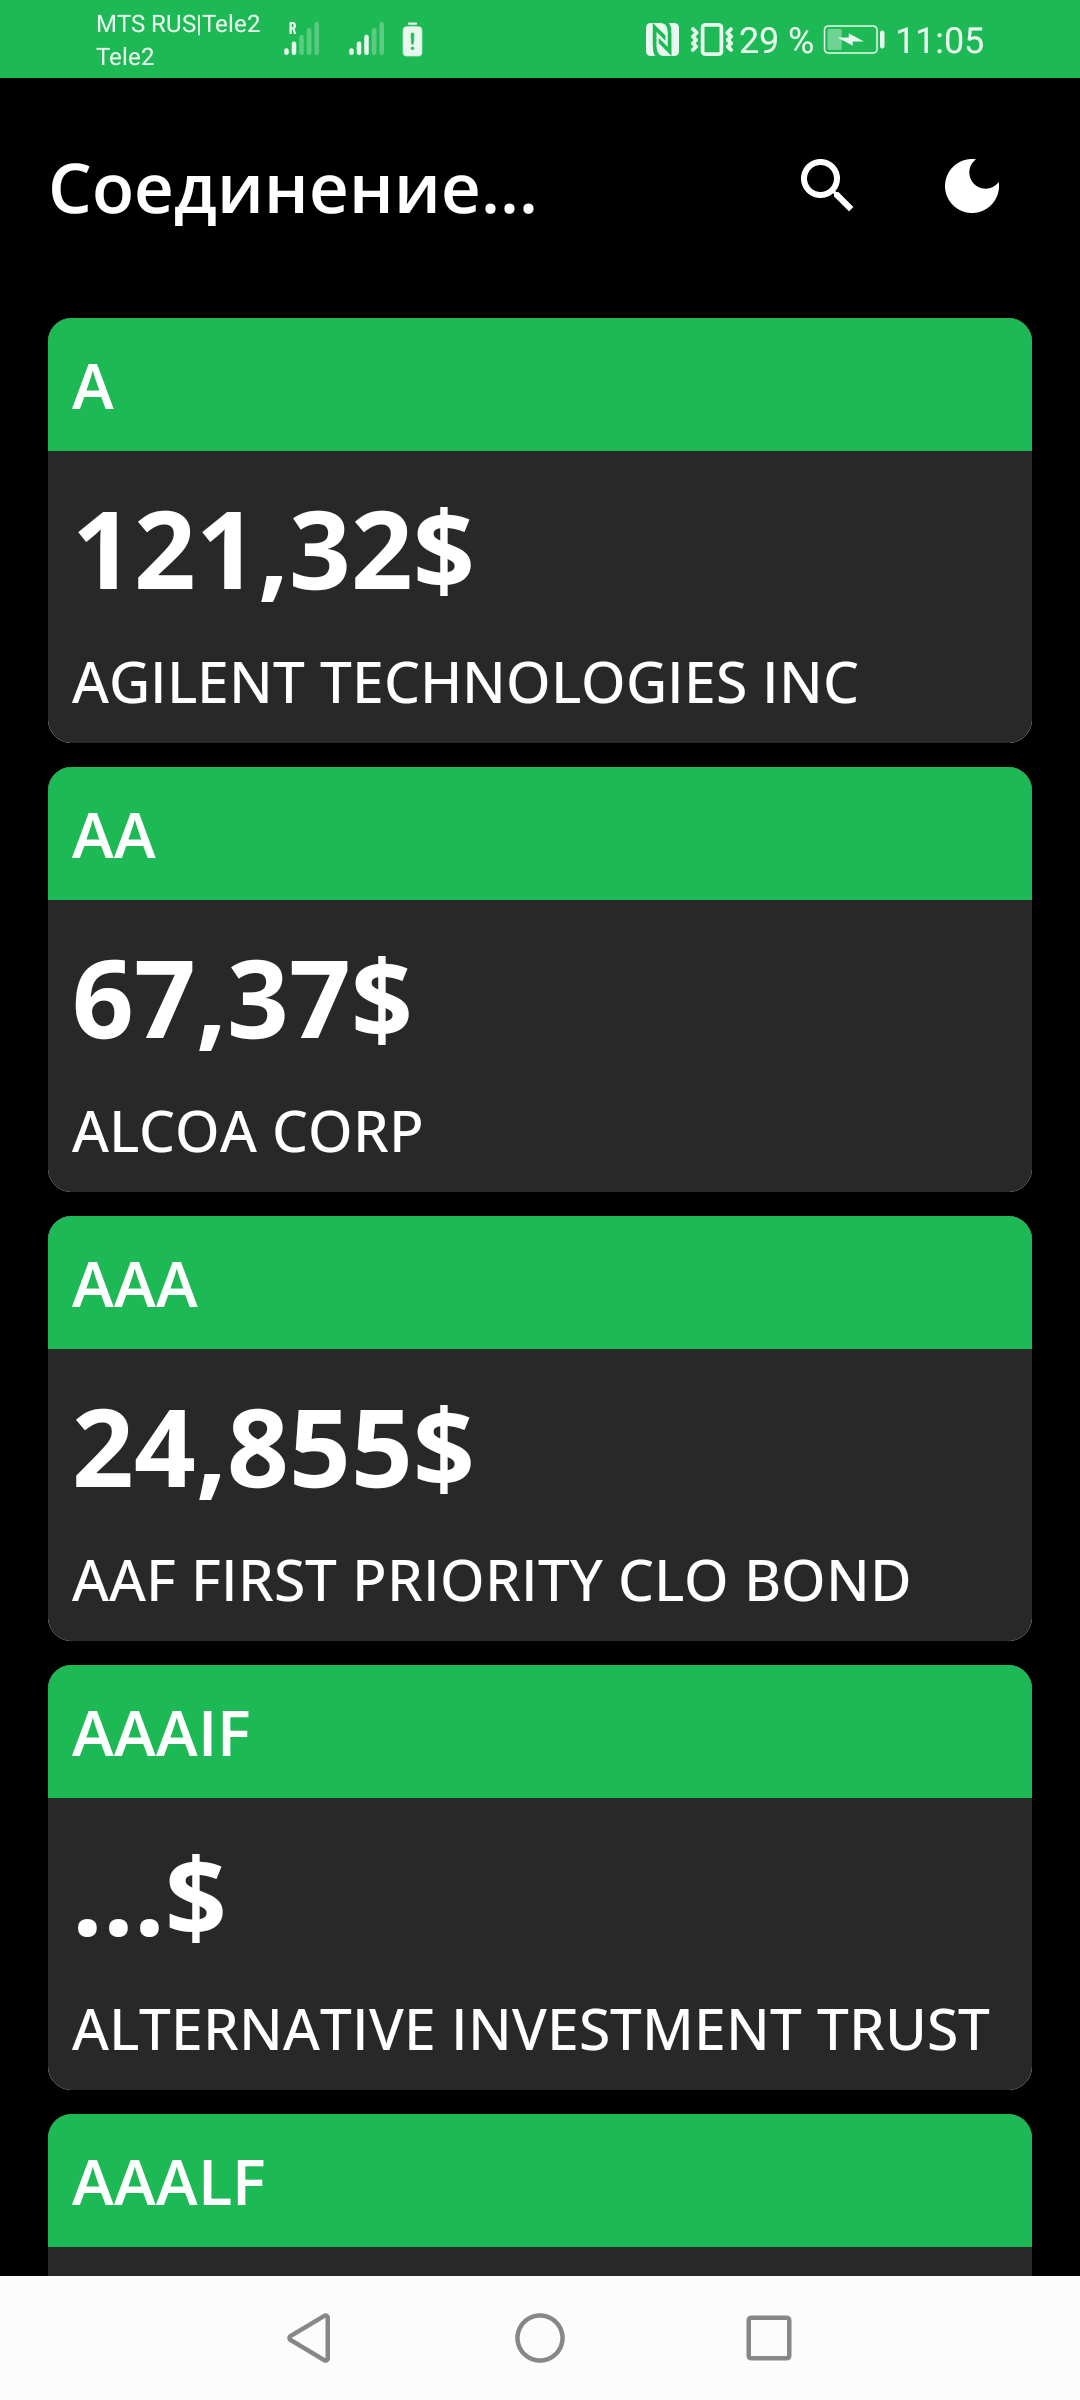 MTS RUS|Tele2
Tele2
R
29 %
11:05
Соединение...
A
121,32$
AGILENT TECHNOLOGIES INC
AA
67,37$
ALCOA CORP
AAA
24,855$
AAF FIRST PRIORITY CLO BOND
AAAIF
...$
ALTERNATIVE INVESTMENT TRUST
AAALF